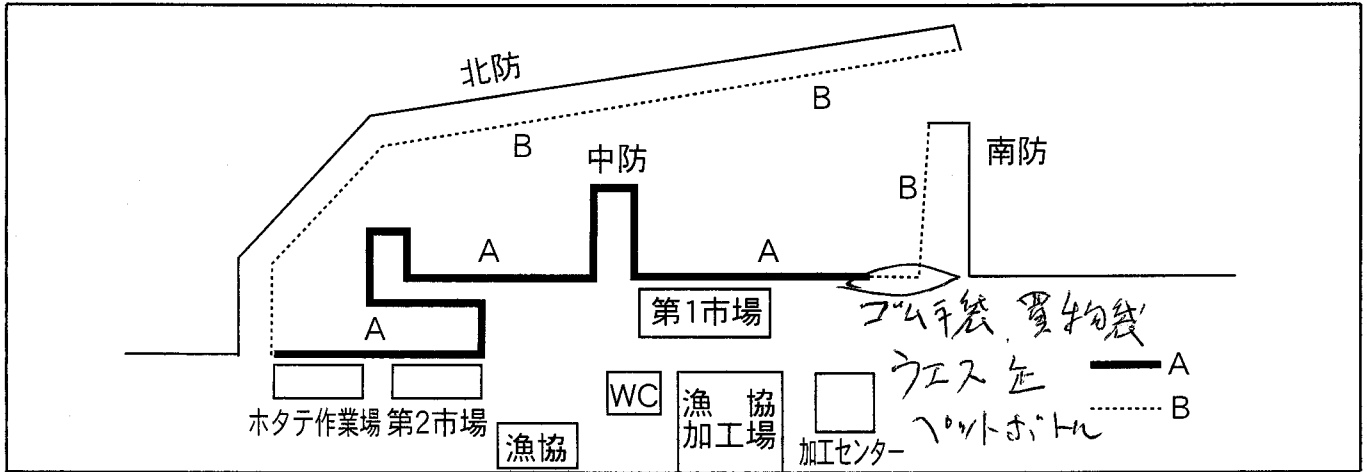 北防
B
B
中防
南防
B
A
A
第1市場
ゴム手袋、買物袋
A
ウエス 缶
A
WC
漁協
加工場
B
ホタテ作業場
第2市場
漁協
加工センター
ペットボトル